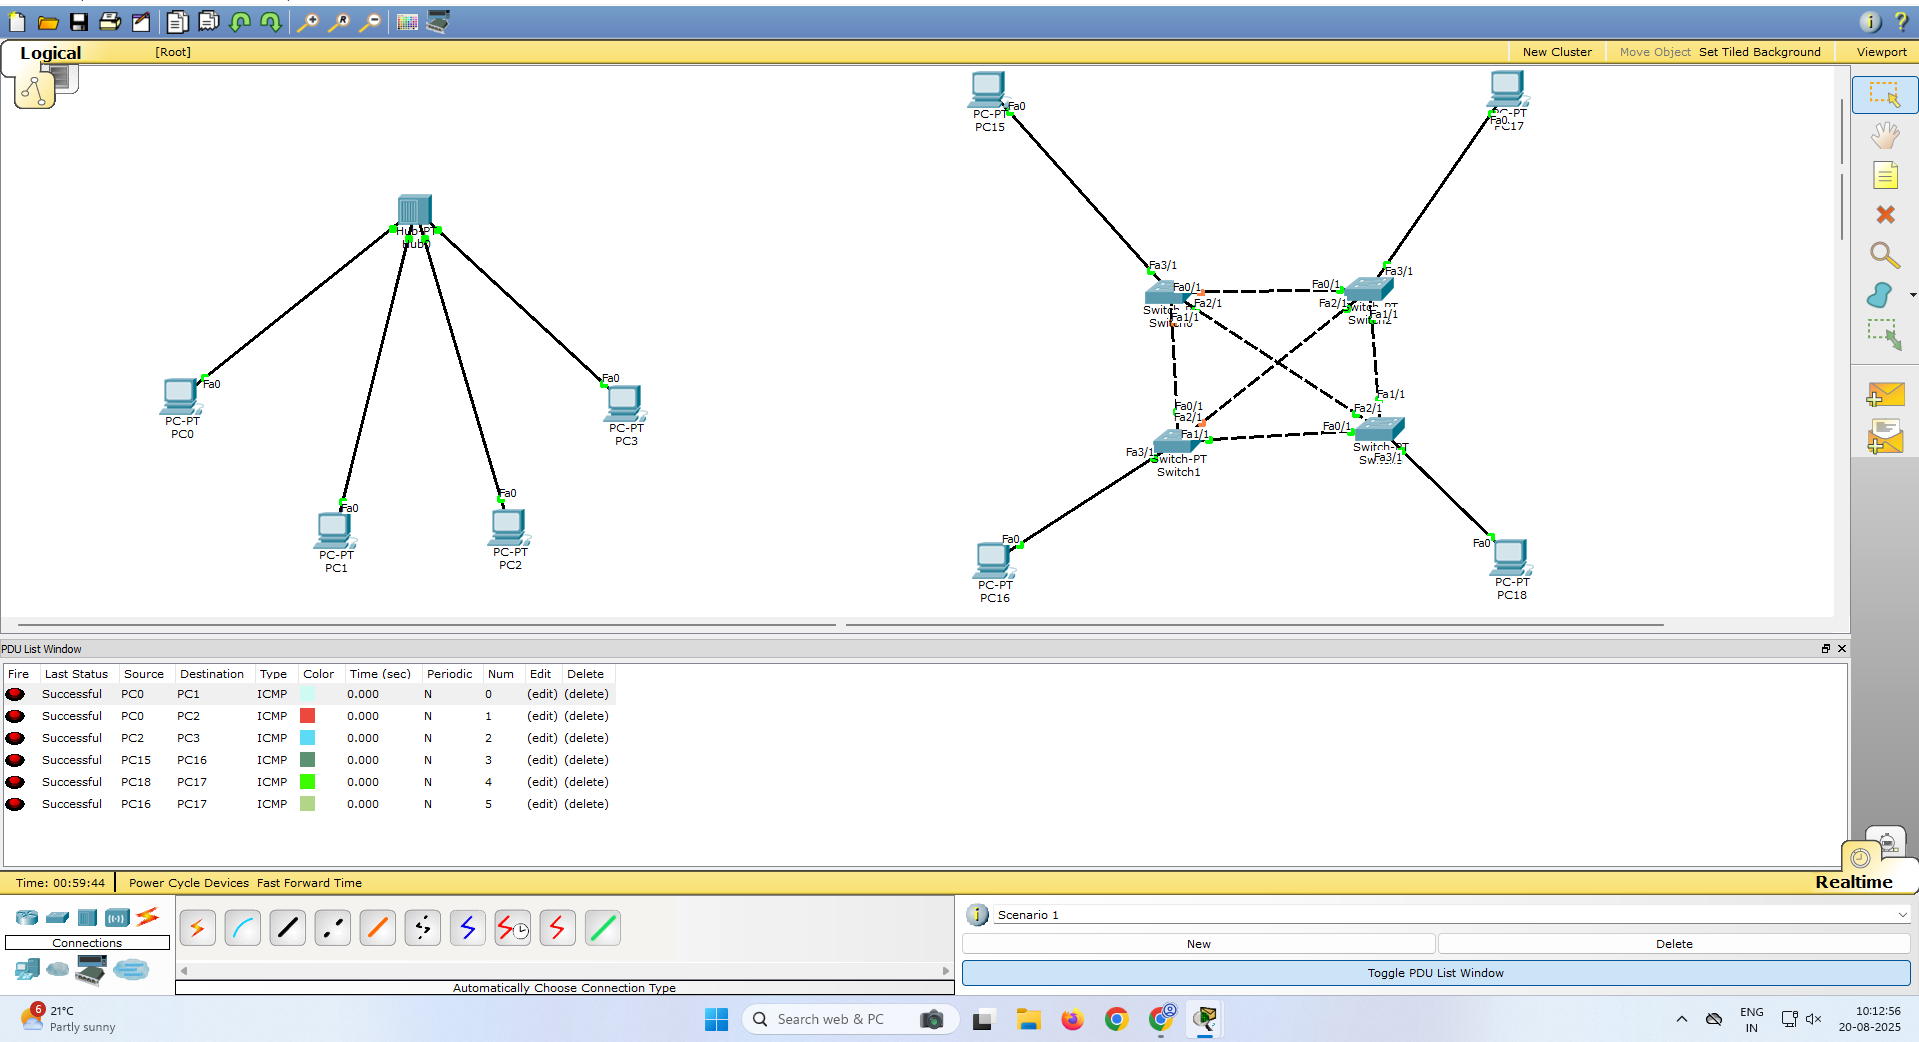 Logical [Root] New Cluster Move Object Set Tiled Background Viewport
PC-PT
PC15
Fa0
PC-PT
PC17
Fa0
Hub-PT
Hub0
Fa0
PC-PT
PC0
Fa0
PC-PT
PC1
Fa0
PC-PT
PC2
Fa0
PC-PT
PC3
Fa3/1
Fa0/1
Fa2/1
Fa1/1
Fa0/1
Fa3/1
Fa2/1
Fa1/1
Fa0/1
Fa2/1
Fa1/1
Fa3/1
Switch-PT
Switch1
Fa1/1
Fa2/1
Fa0/1
Switch-PT
Fa3/1
Fa0
PC-PT
PC16
Fa0
PC-PT
PC18
PDU List Window
Fire Last Status Source Destination Type Color Time (sec) Periodic Num Edit Delete
Successful PC0 PC1 ICMP 0.000 N 0 (edit) (delete)
Successful PC0 PC2 ICMP 0.000 N 1 (edit) (delete)
Successful PC2 PC3 ICMP 0.000 N 2 (edit) (delete)
Successful PC15 PC16 ICMP 0.000 N 3 (edit) (delete)
Successful PC18 PC17 ICMP 0.000 N 4 (edit) (delete)
Successful PC16 PC17 ICMP 0.000 N 5 (edit) (delete)
Time: 00:59:44 Power Cycle Devices Fast Forward Time Realtime
Connections
Automatically Choose Connection Type
Scenario 1
New Delete
Toggle PDU List Window
6
21°C
Partly sunny
Search web & PC
ENG
IN
10:12:56
20-08-2025